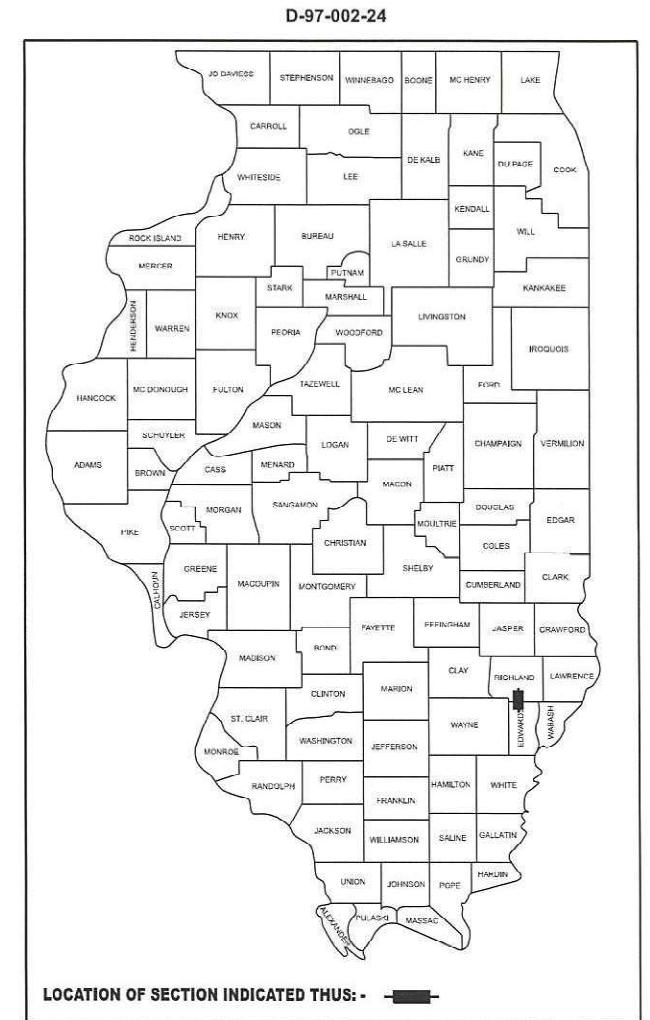 D-97-002-24
JO DAVIESS STEPHENSON WINNEBAGO BOONE MC HENRY LAKE
CARROLL OGLE
DE KALB KANE DU PAGE COOK
WHITESIDE LEE
KENDALL
ROCK ISLAND HENRY BUREAU LA SALLE WILL
GRUNDY
MERCER PUTNAM
STARK MARSHALL KANKAKEE
HENDERSON WARREN KNOX PEORIA WOODFORD LIVINGSTON
IROQUOIS
HANCOCK MC DONOUGH FULTON TAZEWELL MC LEAN FORD
MASON
SCHUYLER LOGAN DE WITT CHAMPAIGN VERMILION
ADAMS BROWN CASS MENARD PIATT
MACON
MORGAN SANGAMON DOUGLAS
PIKE SCOTT MOULTRIE EDGAR
CHRISTIAN COLES
GREENE SHELBY
CALHOUN MACOUPIN MONTGOMERY CUMBERLAND CLARK
JERSEY
FAYETTE EFFINGHAM JASPER CRAWFORD
MADISON BOND
CLAY RICHLAND LAWRENCE
CLINTON MARION
ST. CLAIR WAYNE EDWARDS WABASH
WASHINGTON JEFFERSON
MONROE
RANDOLPH PERRY HAMILTON WHITE
FRANKLIN
JACKSON WILLIAMSON SALINE GALLATIN
UNION JOHNSON POPE HARDIN
ALEXANDER PULASKI MASSAC
LOCATION OF SECTION INDICATED THUS: -